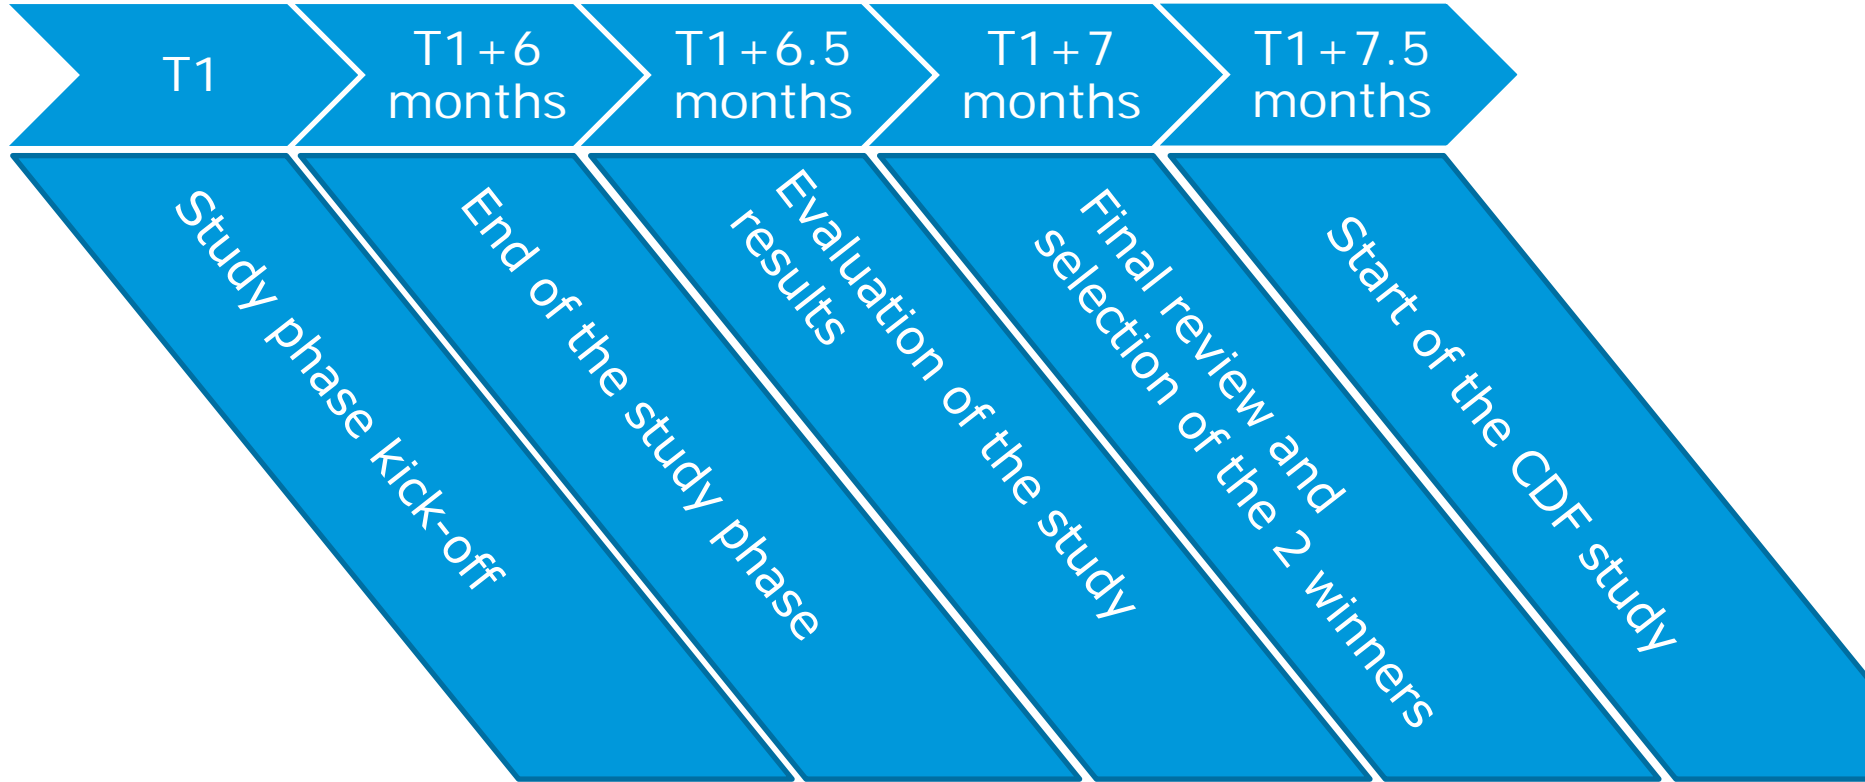 T1
T1+6
months
T1+6.5
months
T1+7
months
T1+7.5
months
Study phase kick-off
End of the study phase
Evaluation of the study
results
Final review and
selection of the 2 winners
Start of the CDF study